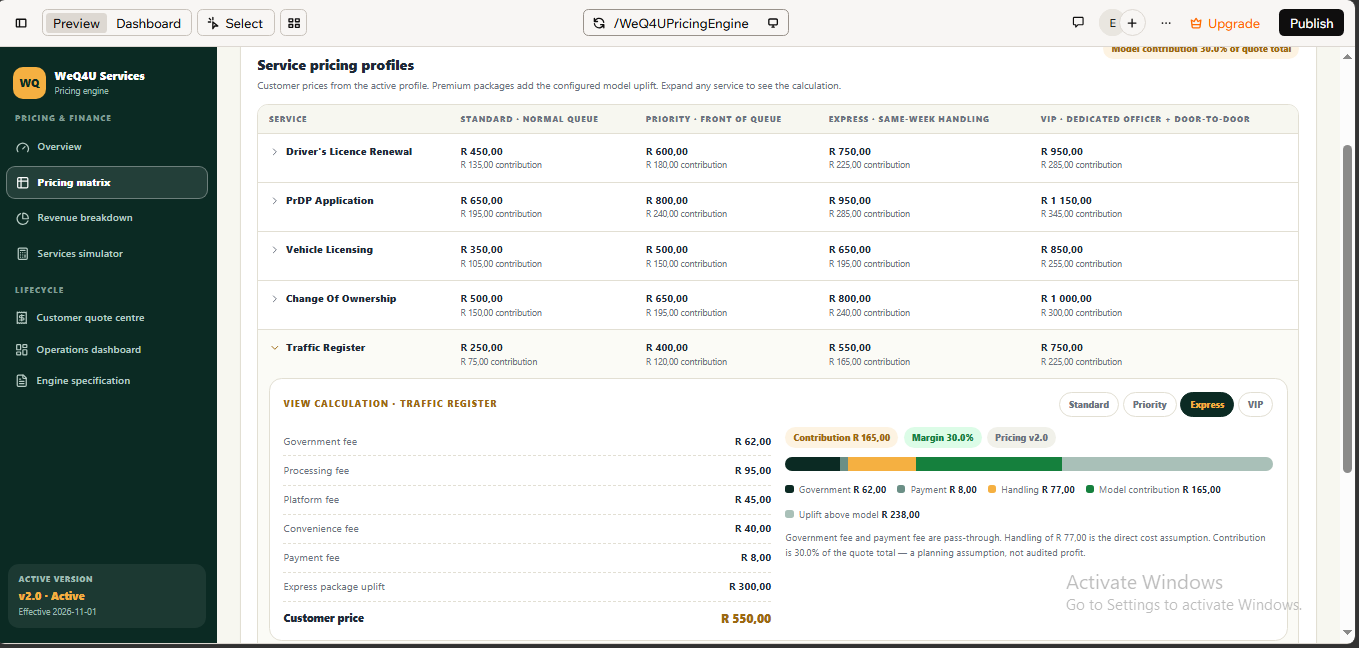 Preview Dashboard Select /WeQ4UPricingEngine E + ... Upgrade Publish
WQ WeQ4U Services
Pricing engine
PRICING & FINANCE
Overview
Pricing matrix
Revenue breakdown
Services simulator
LIFECYCLE
Customer quote centre
Operations dashboard
Engine specification
ACTIVE VERSION
v2.0 · Active
Effective 2026-11-01
Model contribution 30.0% of quote total
Service pricing profiles
Customer prices from the active profile. Premium packages add the configured model uplift. Expand any service to see the calculation.
SERVICE STANDARD · NORMAL QUEUE PRIORITY · FRONT OF QUEUE EXPRESS · SAME-WEEK HANDLING VIP · DEDICATED OFFICER + DOOR-TO-DOOR
Driver's Licence Renewal R 450,00 R 600,00 R 750,00 R 950,00
R 135,00 contribution R 180,00 contribution R 225,00 contribution R 285,00 contribution
PrDP Application R 650,00 R 800,00 R 950,00 R 1 150,00
R 195,00 contribution R 240,00 contribution R 285,00 contribution R 345,00 contribution
Vehicle Licensing R 350,00 R 500,00 R 650,00 R 850,00
R 105,00 contribution R 150,00 contribution R 195,00 contribution R 255,00 contribution
Change Of Ownership R 500,00 R 650,00 R 800,00 R 1 000,00
R 150,00 contribution R 195,00 contribution R 240,00 contribution R 300,00 contribution
Traffic Register R 250,00 R 400,00 R 550,00 R 750,00
R 75,00 contribution R 120,00 contribution R 165,00 contribution R 225,00 contribution
VIEW CALCULATION · TRAFFIC REGISTER Standard Priority Express VIP
Government fee R 62,00
Processing fee R 95,00
Platform fee R 45,00
Convenience fee R 40,00
Payment fee R 8,00
Express package uplift R 300,00
Customer price R 550,00
Contribution R 165,00 Margin 30.0% Pricing v2.0
Government R 62,00 Payment R 8,00 Handling R 77,00 Model contribution R 165,00
Uplift above model R 238,00
Government fee and payment fee are pass-through. Handling of R 77,00 is the direct cost assumption. Contribution
is 30.0% of the quote total — a planning assumption, not audited profit.
Activate Windows
Go to Settings to activate Windows.